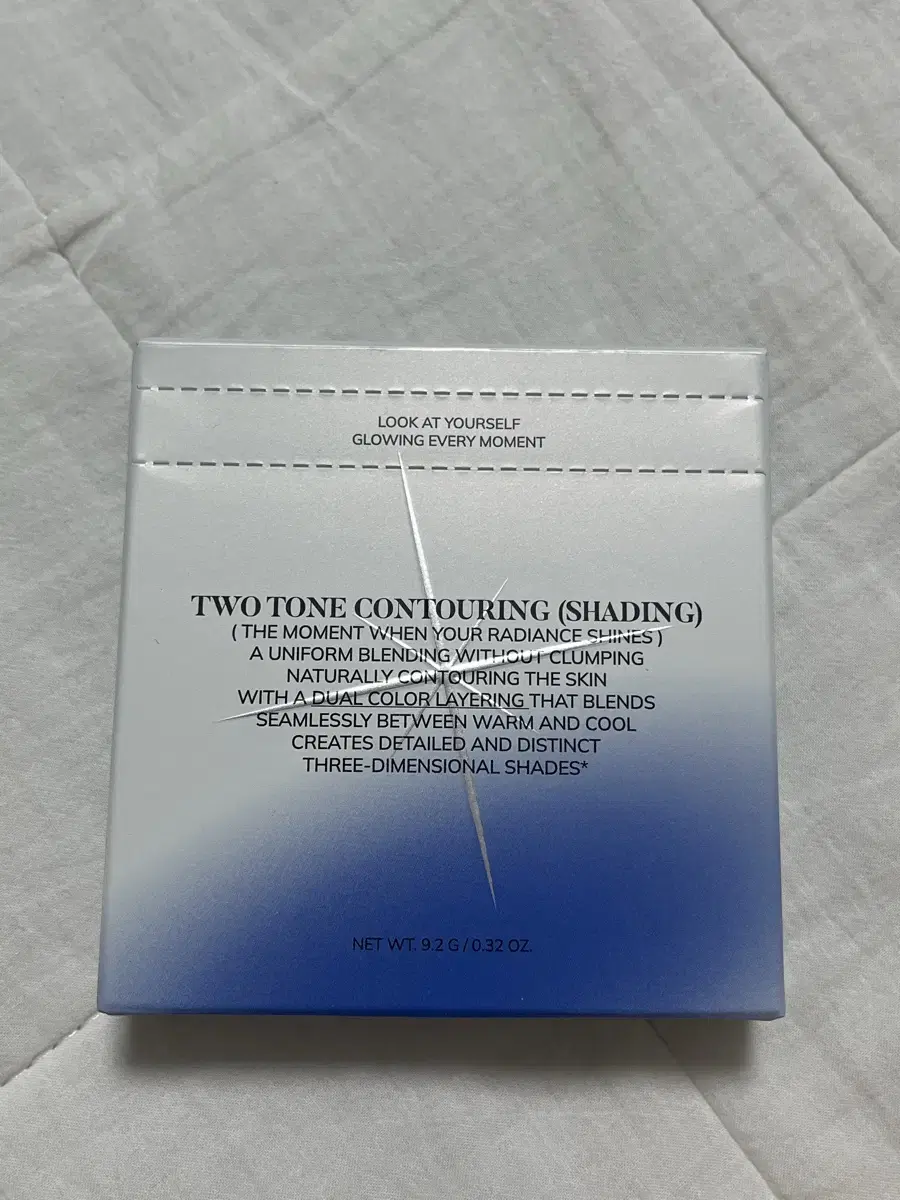 LOOK AT YOURSELF
GLOWING EVERY MOMENT
TWO TONE CONTOURING (SHADING)
( THE MOMENT WHEN YOUR RADIANCE SHINES )
A UNIFORM BLENDING WITHOUT CLUMPING
NATURALLY CONTOURING THE SKIN
WITH A DUAL COLOR LAYERING THAT BLENDS
SEAMLESSLY BETWEEN WARM AND COOL
CREATES DETAILED AND DISTINCT
THREE-DIMENSIONAL SHADES*
NET WT. 9.2 G / 0.32 OZ.